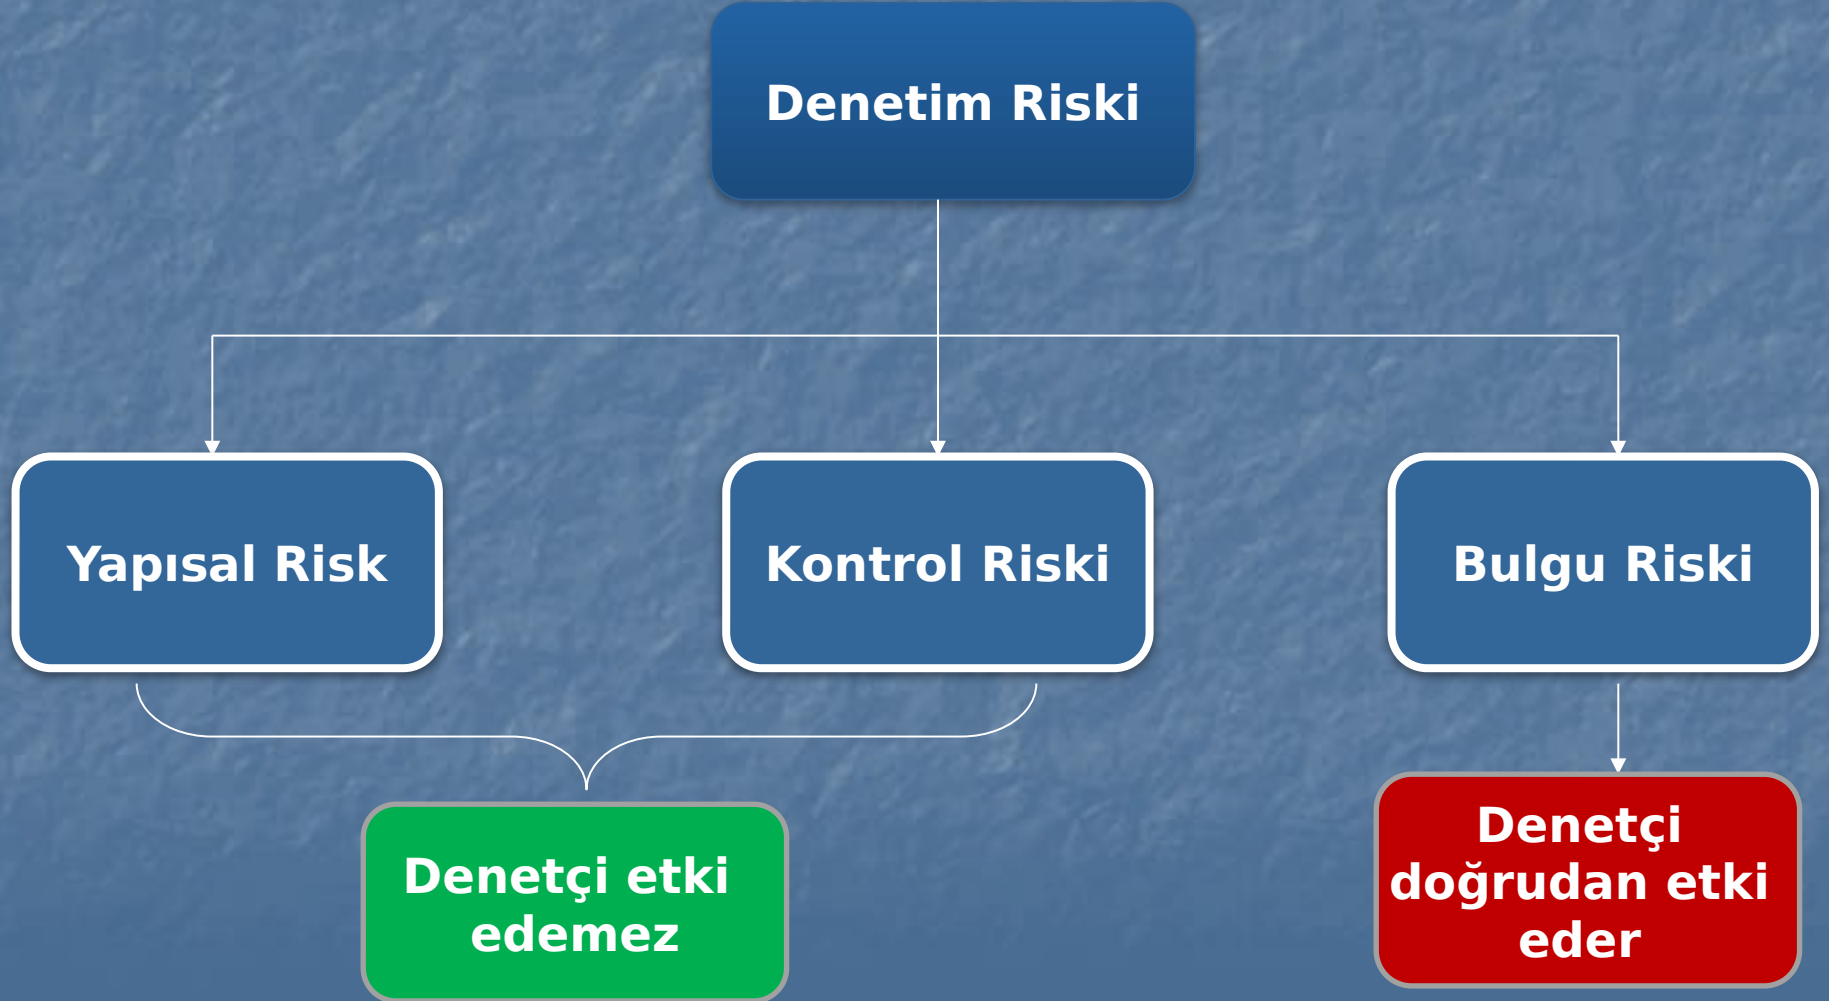 Denetim Riski
Yapısal Risk
Kontrol Riski
Bulgu Riski
Denetçi etki
edemez
Denetçi
doğrudan etki
eder